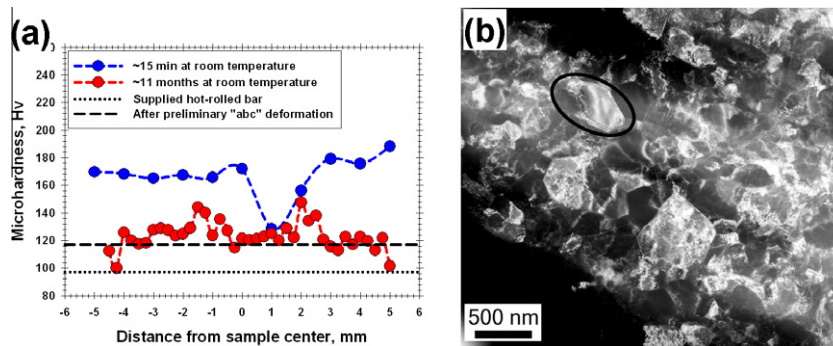 (a)
260
240
220
200
180
160
140
120
100
80
Microhardness, Hv
~15 min at room temperature
~11 months at room temperature
Supplied hot-rolled bar
After preliminary "abc" deformation
-6 -5 -4 -3 -2 -1 0 1 2 3 4 5 6
Distance from sample center, mm
(b)
500 nm